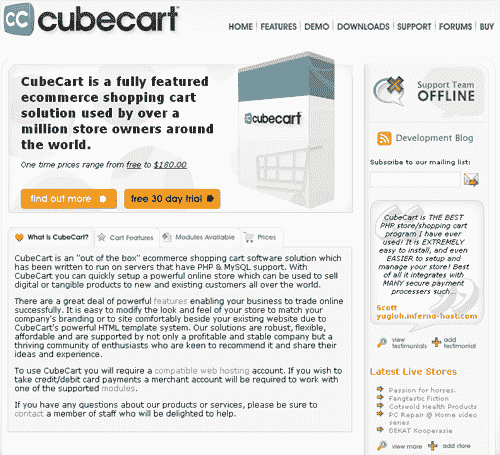 cc cubecart
HOME FEATURES DEMO DOWNLOADS SUPPORT FORUMS BUY
CubeCart is a fully featured
ecommerce shopping cart
solution used by over a
million store owners around
the world.
One time prices range from free to $180.00
find out more
free 30 day trial
cubecart
Support Team
OFFLINE
Development Blog
Subscribe to our mailing list:
CubeCart is THE BEST
PHP store/shopping cart
program I have ever
used! It is EXTREMELY
easy to install, and even
EASIER to setup and
manage your store! Best
of all it integrates with
MANY secure payment
processers such...
Scott
yugioh.inferno-host.com
view testimonials
add testimonial
Latest Live Stores
Passion for horses.
Fangtastic Fiction
Cotswold Health Products
PC Repair @ Home video
series
DEKAT Kooperasie
view more
add store
What is CubeCart?
Cart Features
Modules Available
Prices
CubeCart is an "out of the box" ecommerce shopping cart software solution
which has been written to run on servers that have PHP & MySQL support. With
CubeCart you can quickly setup a powerful online store which can be used to sell
digital or tangible products to new and existing customers all over the world.
There are a great deal of powerful features enabling your business to trade online
successfully. It is easy to modify the look and feel of your store to match your
company's branding or to site comfortably beside your existing website due to
CubeCart's powerful HTML template system. Our solutions are robust, flexible,
affordable and are supported by not only a profitable and stable company but a
thriving community of enthusiasts who are keen to recommend it and share their
ideas and experience.
To use CubeCart you will require a compatible web hosting account. If you wish to
take credit/debit card payments a merchant account will be required to work with
one of the supported modules.
If you have any questions about our products or services, please be sure to
contact a member of staff who will be delighted to help.